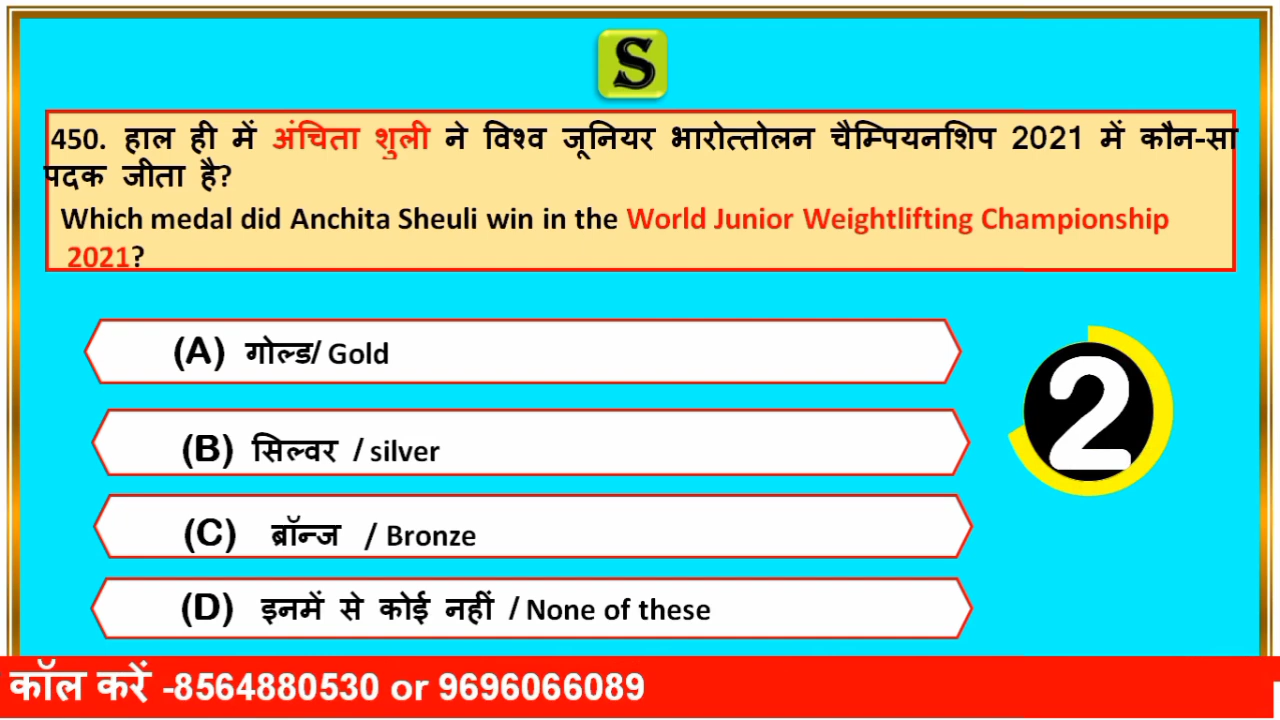 S
450. हाल ही में अंचिता शुली ने विश्व जूनियर भारोत्तोलन चैम्पियनशिप 2021 में कौन-सा
पदक जीता है?
Which medal did Anchita Sheuli win in the World Junior Weightlifting Championship
2021?
(A) गोल्ड/ Gold
(B) सिल्वर / silver
2
(C) ब्रॉन्ज / Bronze
(D) इनमें से कोई नहीं / None of these
कॉल करें -8564880530 or 9696066089